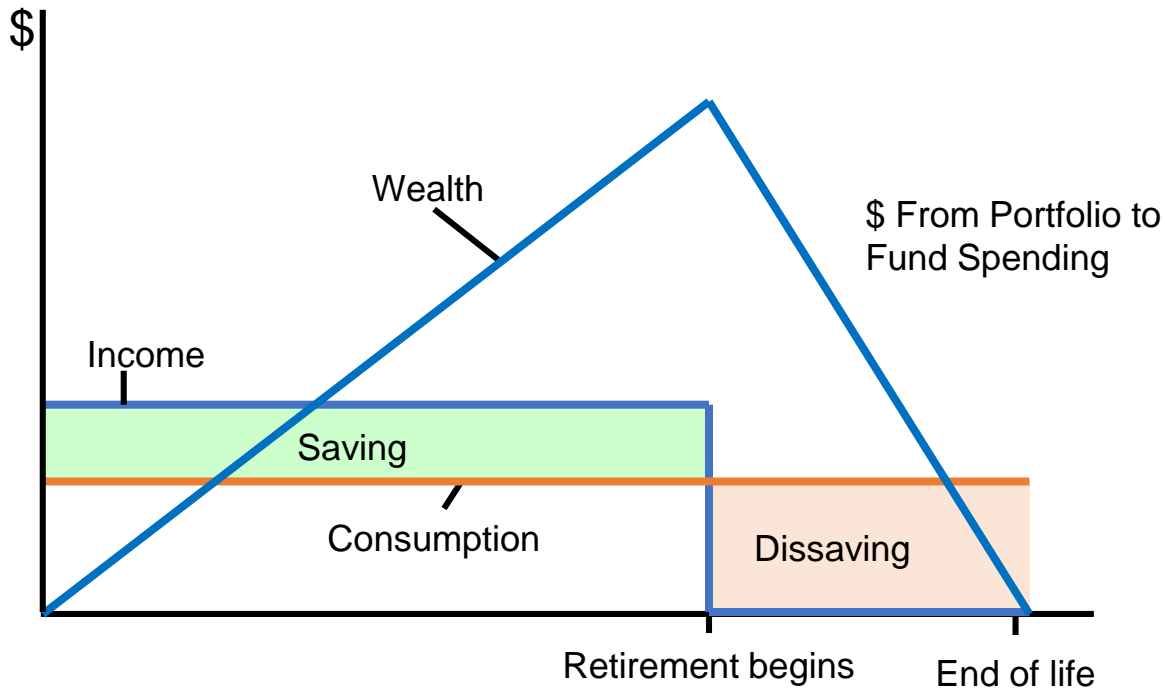 $
Wealth
$ From Portfolio to
Fund Spending
Income
Saving
Consumption
Dissaving
Retirement begins
End of life